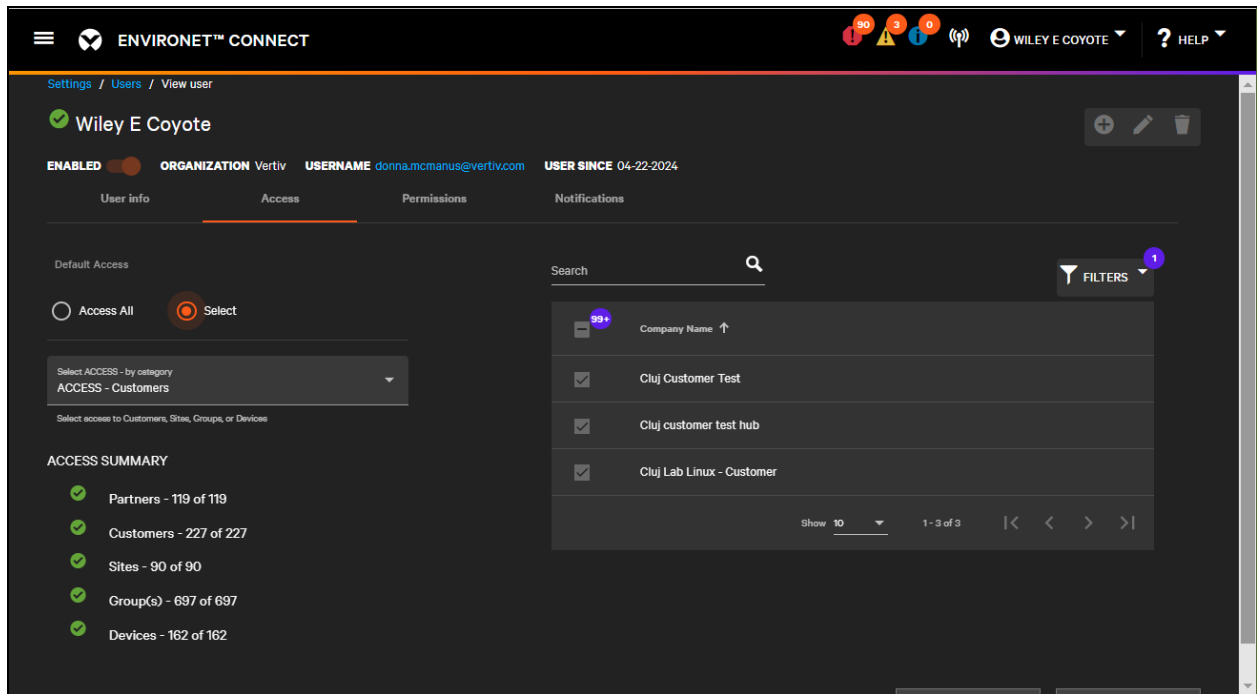 ENVIRONET™ CONNECT
90
3
0
WILEY E COYOTE
? HELP
Settings / Users / View user
Wiley E Coyote
ENABLED ORGANIZATION Vertiv USERNAME donna.mcmanus@vertiv.com USER SINCE 04-22-2024
User info Access Permissions Notifications
Default Access
Access All Select
Select ACCESS - by category
ACCESS - Customers
Select access to Customers, Sites, Groups, or Devices
ACCESS SUMMARY
Partners - 119 of 119
Customers - 227 of 227
Sites - 90 of 90
Group(s) - 697 of 697
Devices - 162 of 162
Search
FILTERS
1
99+
Company Name
Cluj Customer Test
Cluj customer test hub
Cluj Lab Linux - Customer
Show 10 1 - 3 of 3